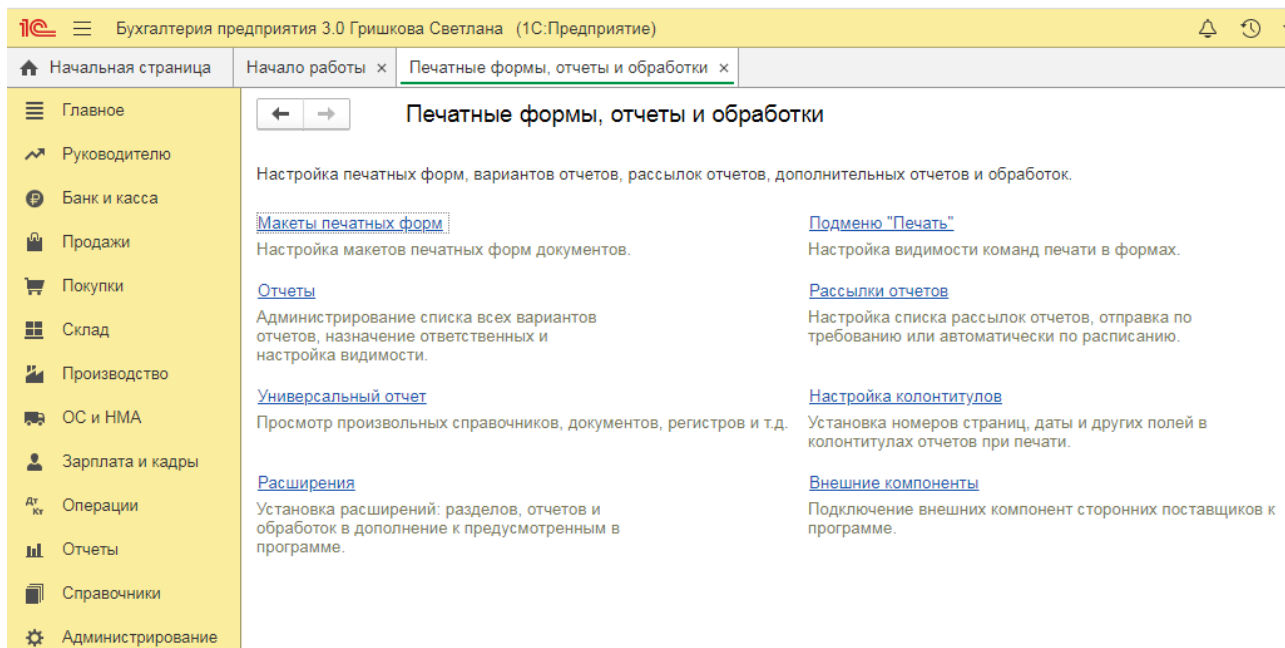 1С Бухгалтерия предприятия 3.0 Гришкова Светлана (1С:Предприятие)
Начальная страница Начало работы × Печатные формы, отчеты и обработки ×
Главное
Руководителю
Банк и касса
Продажи
Покупки
Склад
Производство
ОС и НМА
Зарплата и кадры
Дт Кт Операции
Отчеты
Справочники
Администрирование
Печатные формы, отчеты и обработки
Настройка печатных форм, вариантов отчетов, рассылок отчетов, дополнительных отчетов и обработок.
Макеты печатных форм
Настройка макетов печатных форм документов.
Подменю "Печать"
Настройка видимости команд печати в формах.
Отчеты
Администрирование списка всех вариантов
отчетов, назначение ответственных и
настройка видимости.
Рассылки отчетов
Настройка списка рассылок отчетов, отправка по
требованию или автоматически по расписанию.
Универсальный отчет
Просмотр произвольных справочников, документов, регистров и т.д.
Настройка колонтитулов
Установка номеров страниц, даты и других полей в
колонтитулах отчетов при печати.
Расширения
Установка расширений: разделов, отчетов и
обработок в дополнение к предусмотренным в
программе.
Внешние компоненты
Подключение внешних компонент сторонних поставщиков к
программе.